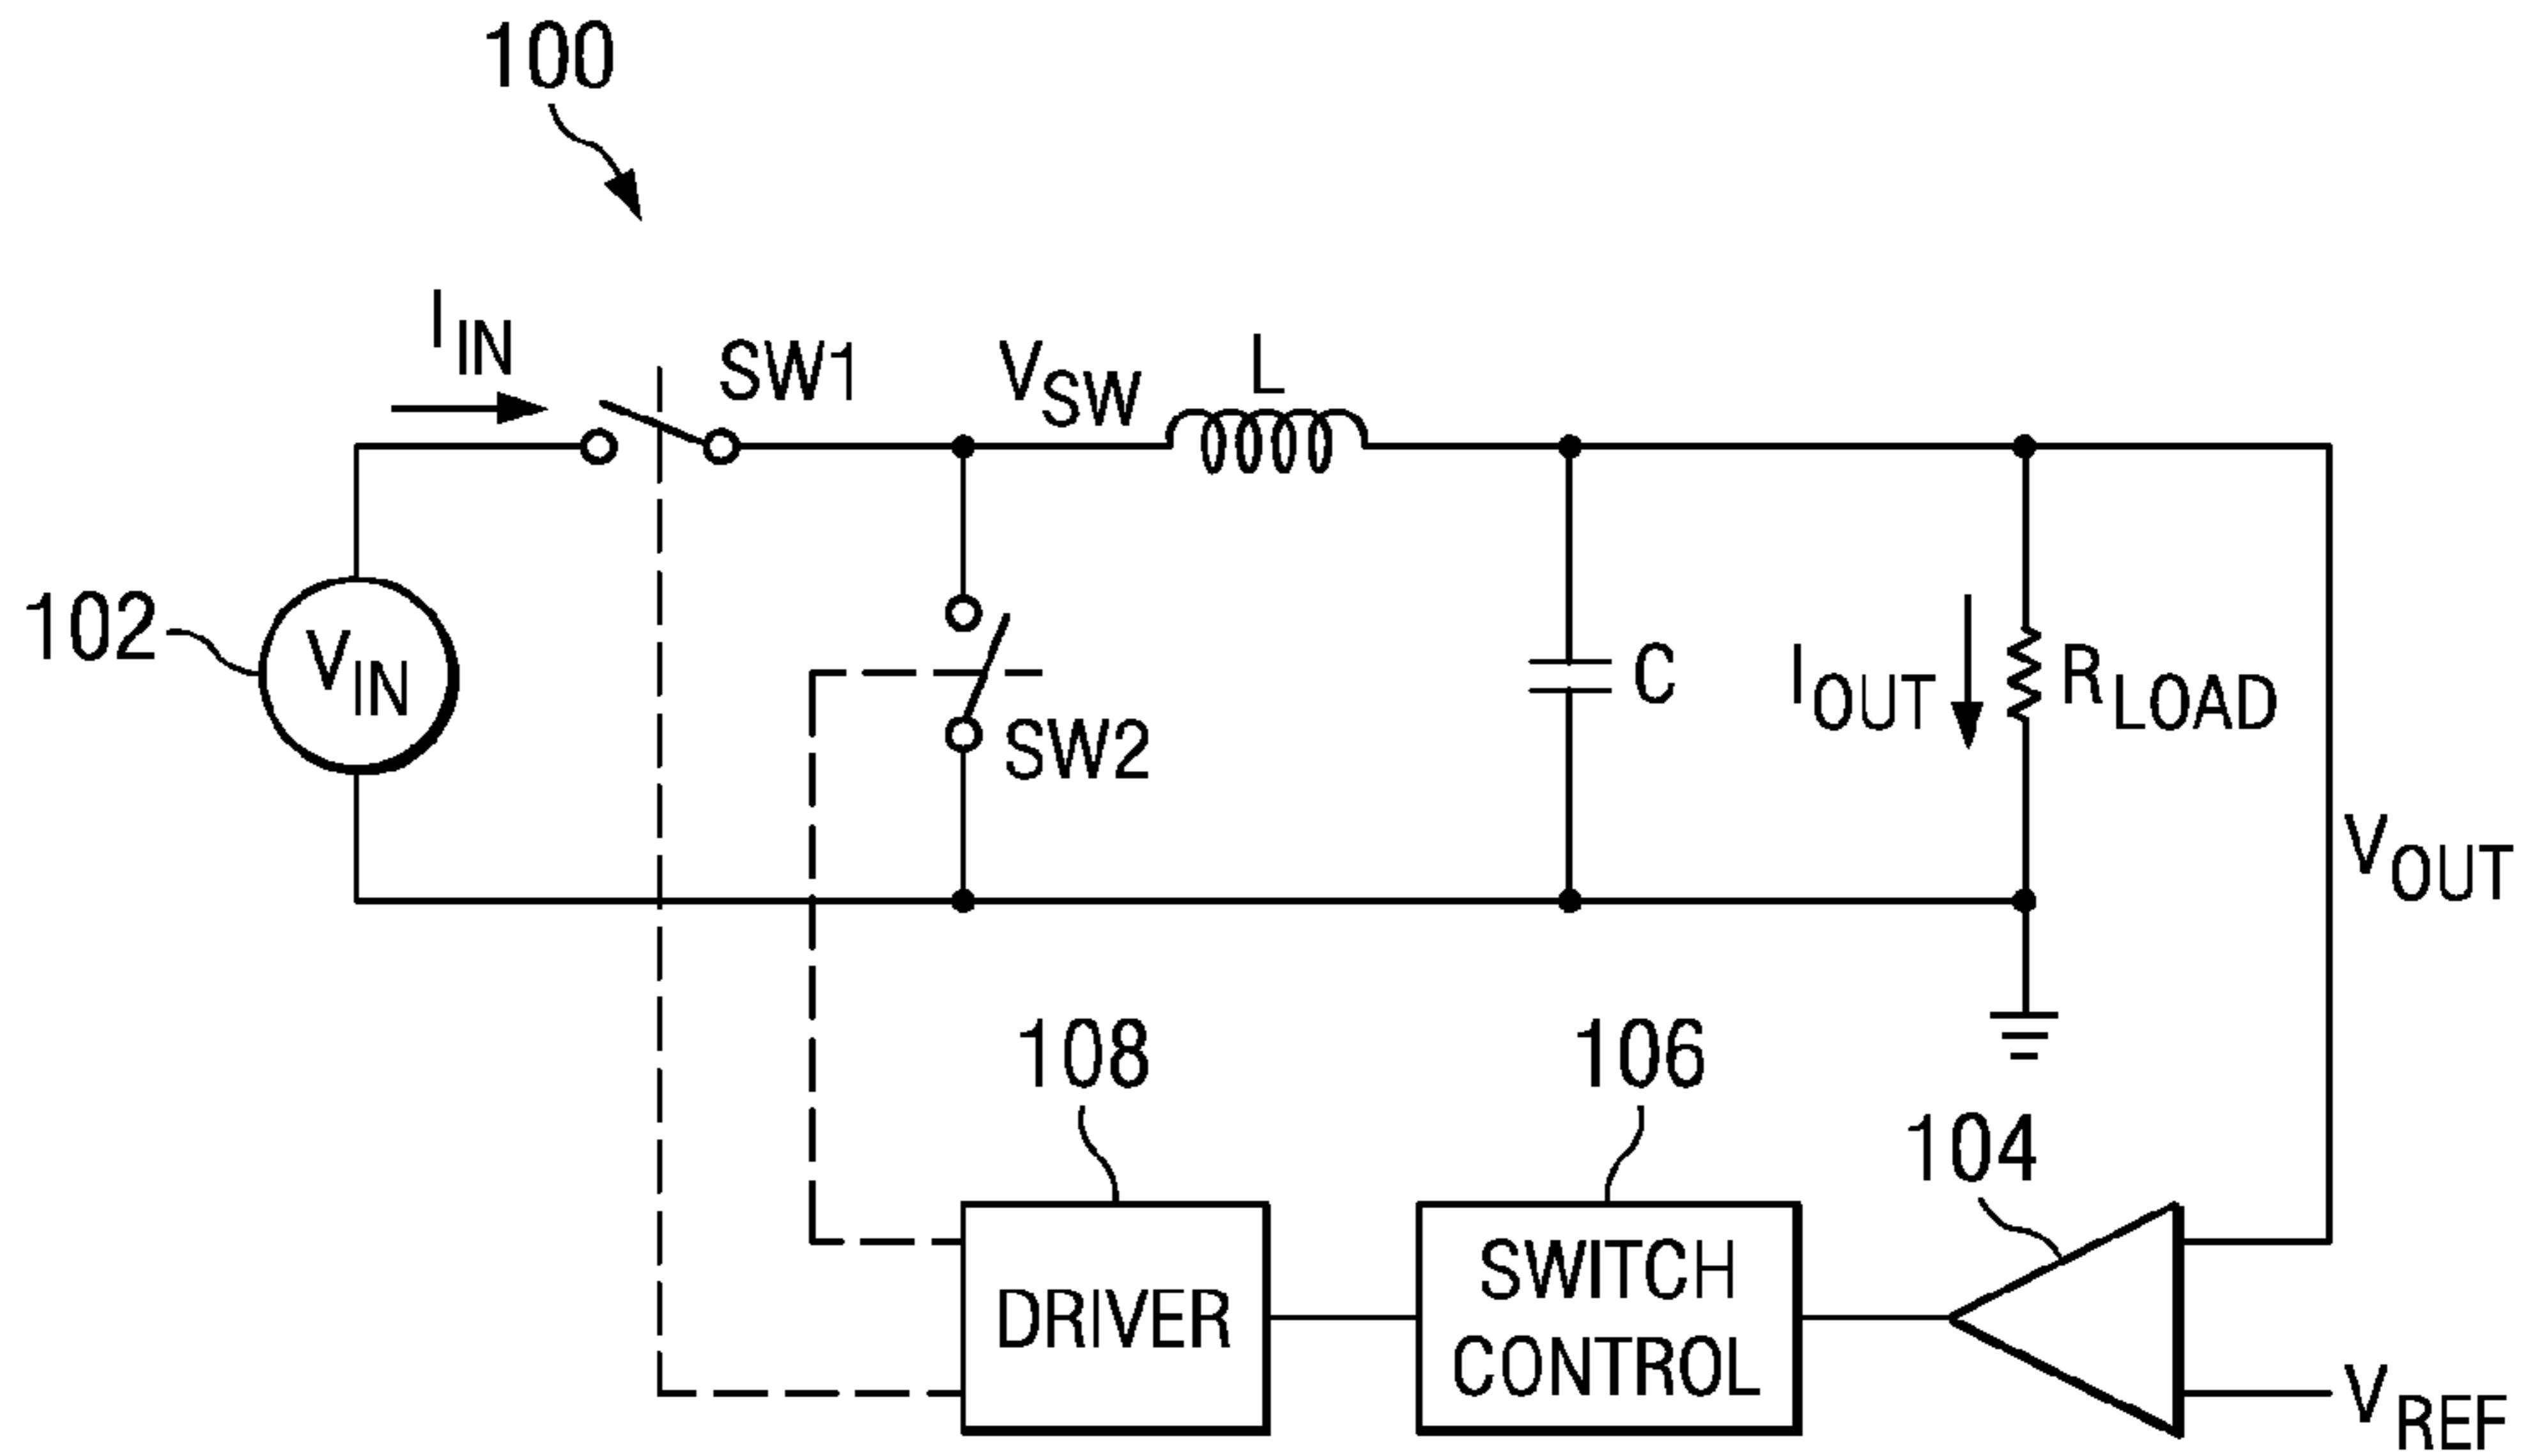 100
I IN
SW1
V SW
L
102
V IN
SW2
C
I OUT
R LOAD
V OUT
108
106
104
DRIVER
SWITCH
CONTROL
V REF